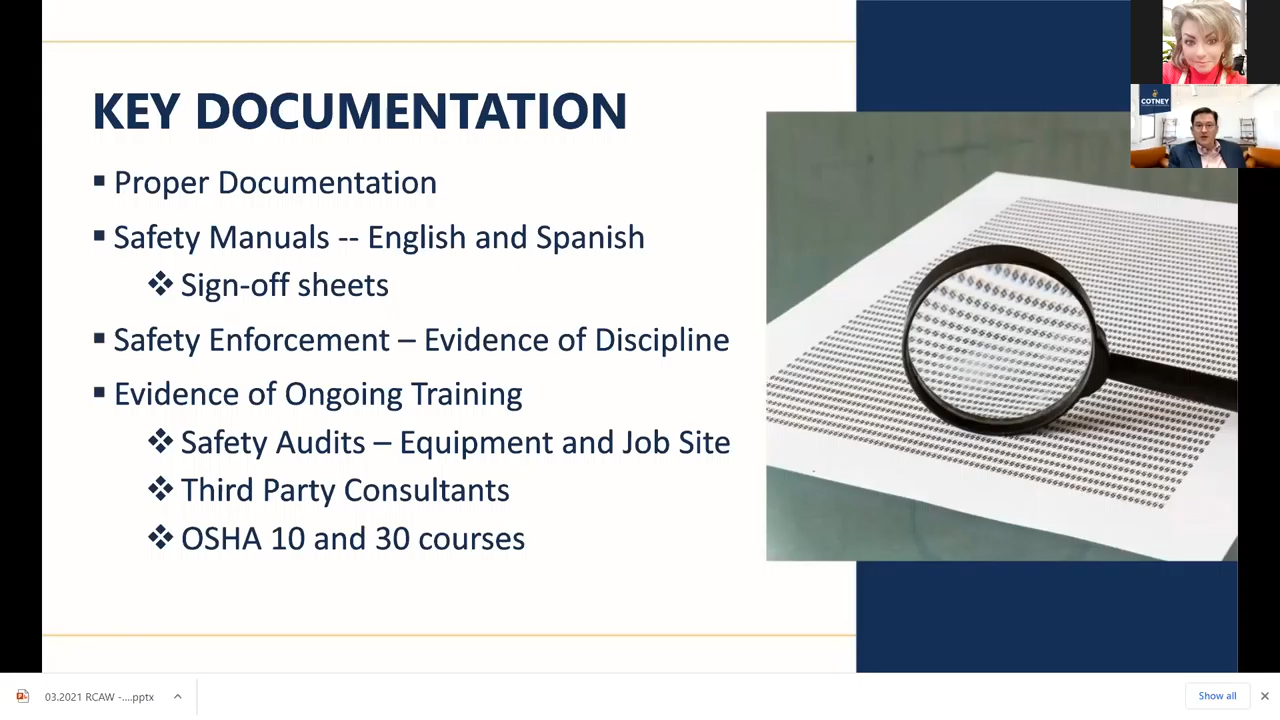 KEY DOCUMENTATION
▪ Proper Documentation
▪ Safety Manuals -- English and Spanish
❖ Sign-off sheets
▪ Safety Enforcement – Evidence of Discipline
▪ Evidence of Ongoing Training
❖ Safety Audits – Equipment and Job Site
❖ Third Party Consultants
❖ OSHA 10 and 30 courses
COTNEY
03.2021 RCAW -....pptx
Show all